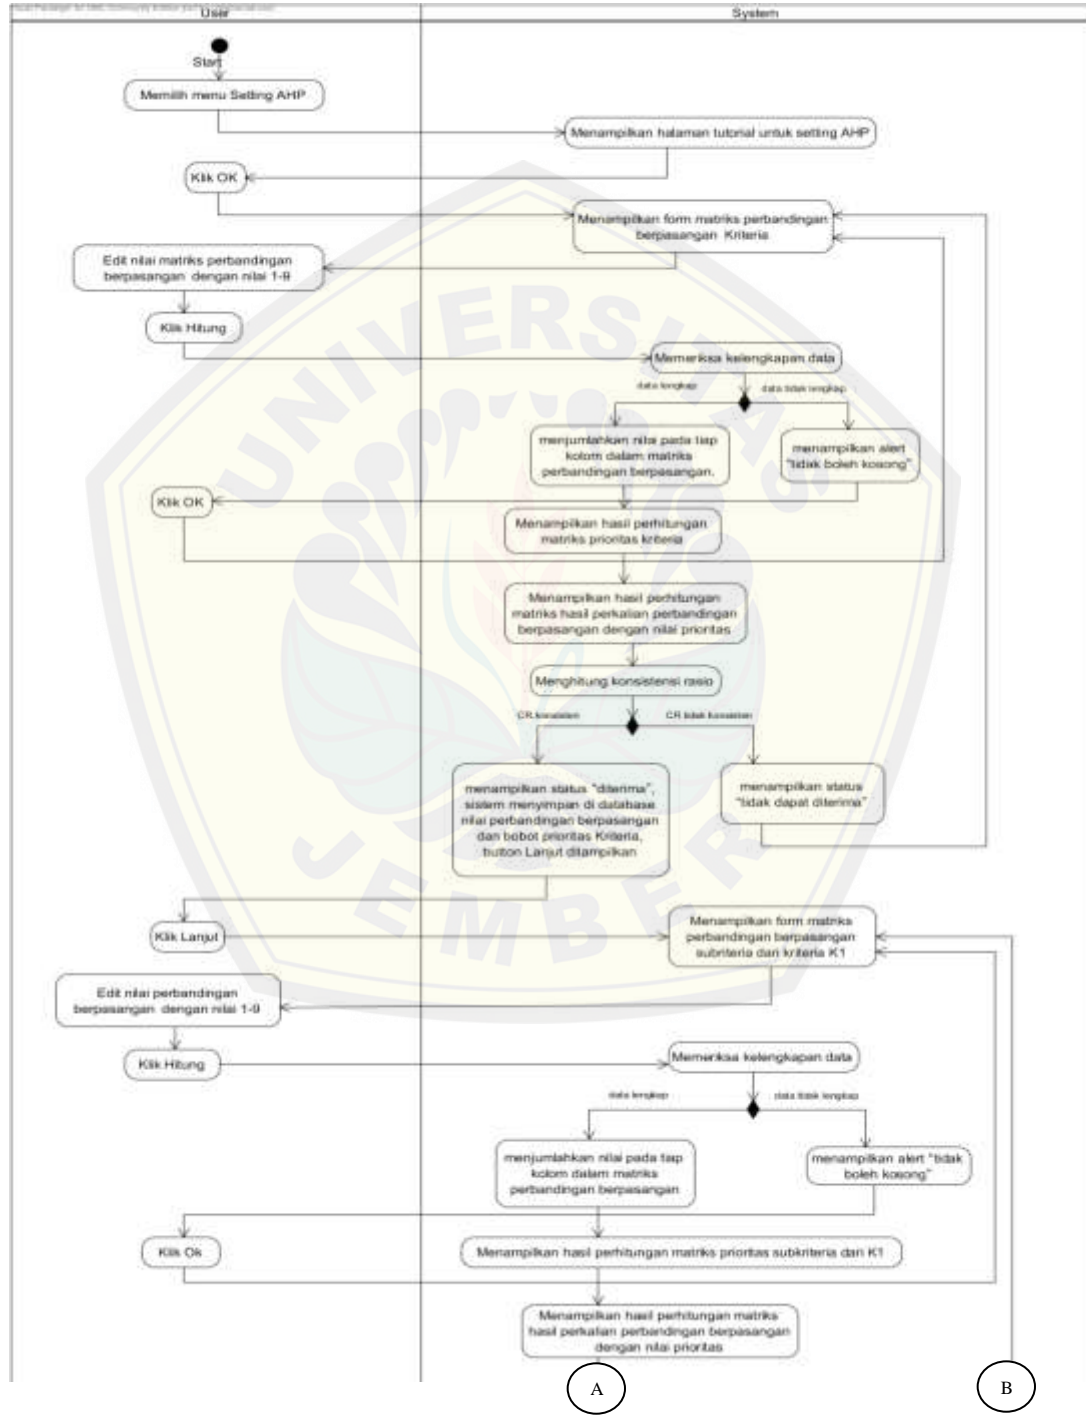 User
System
Start
Memilih menu Setting AHP
Menampilkan halaman tutorial untuk setting AHP
Klik OK
Menampilkan form matriks perbandingan
berpasangan Kriteria
Edit nilai matriks perbandingan
berpasangan dengan nilai 1-9
Klik Hitung
Memeriksa kelengkapan data
data lengkap
data tidak lengkap
menjumlahkan nilai pada tiap
kolom dalam matriks
perbandingan berpasangan.
menampilkan alert
"tidak boleh kosong"
Klik OK
Menampilkan hasil perhitungan
matriks prioritas kriteria
Menampilkan hasil perhitungan
matriks hasil perkalian perbandingan
berpasangan dengan nilai prioritas
Menghitung konsistensi rasio
CR konsisten
CR tidak konsisten
menampilkan status "diterima",
sistem menyimpan di database
nilai perbandingan berpasangan
dan bobot prioritas Kriteria,
button Lanjut ditampilkan
menampilkan status
"tidak dapat diterima"
Klik Lanjut
Menampilkan form matriks
perbandingan berpasangan
subriteria dari kriteria K1
Edit nilai perbandingan
berpasangan dengan nilai 1-9
Klik Hitung
Memeriksa kelengkapan data
data lengkap
data tidak lengkap
menjumlahkan nilai pada tiap
kolom dalam matriks
perbandingan berpasangan
menampilkan alert "tidak
boleh kosong"
Klik Ok
Menampilkan hasil perhitungan matriks prioritas subkriteria dari K1
Menampilkan hasil perhitungan matriks
hasil perkalian perbandingan berpasangan
dengan nilai prioritas
A
B
UNIVERSITAS
JEMBER